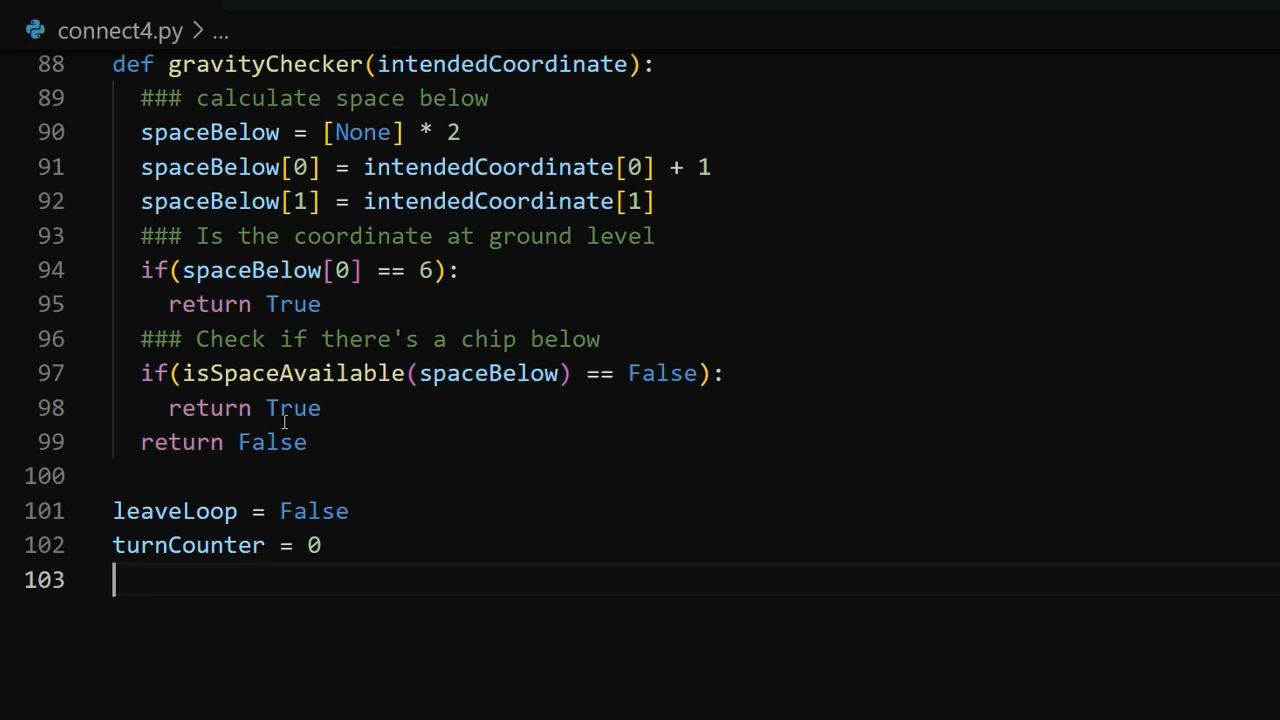 connect4.py > ...
88 def gravityChecker(intendedCoordinate):
89 ### calculate space below
90 spaceBelow = [None] * 2
91 spaceBelow[0] = intendedCoordinate[0] + 1
92 spaceBelow[1] = intendedCoordinate[1]
93 ### Is the coordinate at ground level
94 if(spaceBelow[0] == 6):
95 return True
96 ### Check if there's a chip below
97 if(isSpaceAvailable(spaceBelow) == False):
98 return True
99 return False
100
101 leaveLoop = False
102 turnCounter = 0
103